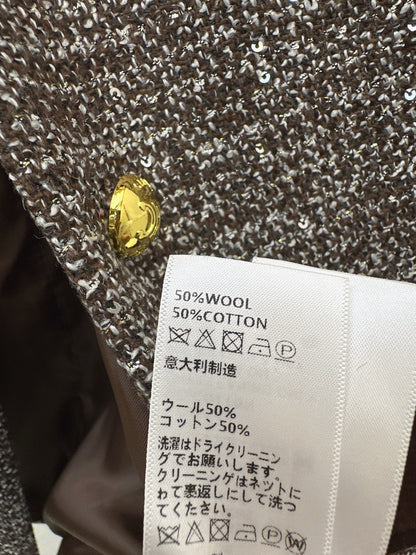 50%WOOL
50%COTTON
P
意大利制造
ウール50%
コットン50%
洗濯はドライクリーニン
グでお願いします
クリーニングはネットに
入れて裏返しにして洗っ
てください。
P W